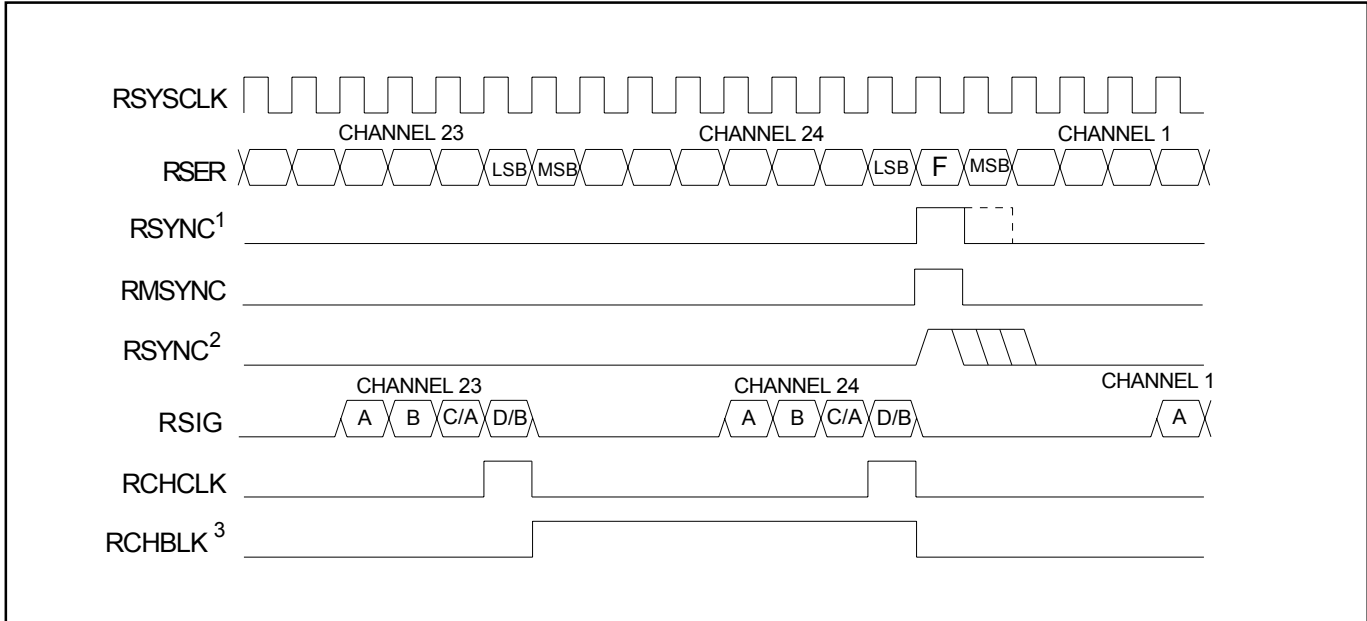 RSYSCLK
CHANNEL 23 CHANNEL 24 CHANNEL 1
RSER LSB MSB LSB F MSB
RSYNC1
RMSYNC
RSYNC2
CHANNEL 23 CHANNEL 24 CHANNEL 1
RSIG A B C/A D/B A B C/A D/B A
RCHCLK
RCHBLK 3